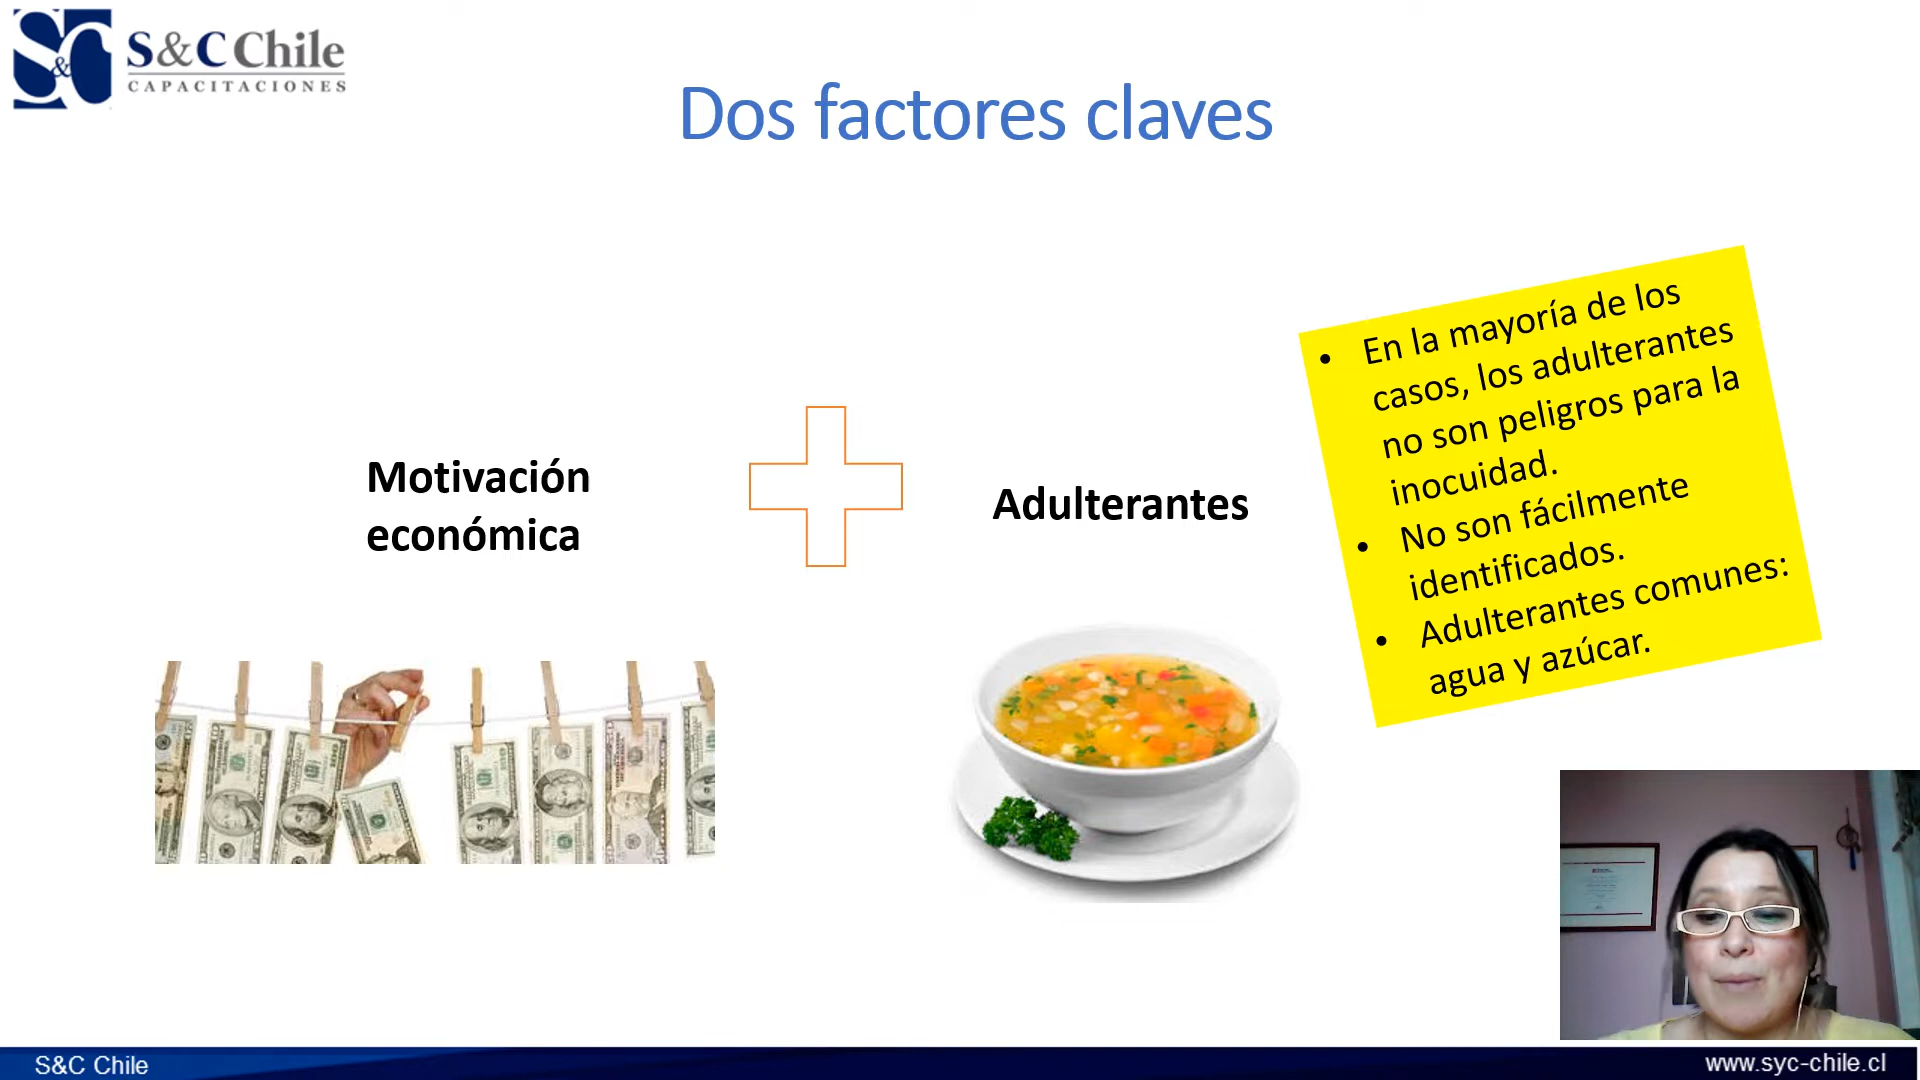 S&C Chile
CAPACITACIONES
Dos factores claves
Motivación
económica
Adulterantes
• En la mayoría de los
casos, los adulterantes
no son peligros para la
inocuidad.
• No son fácilmente
identificados.
• Adulterantes comunes:
agua y azúcar.
S&C Chile
www.syc-chile.cl